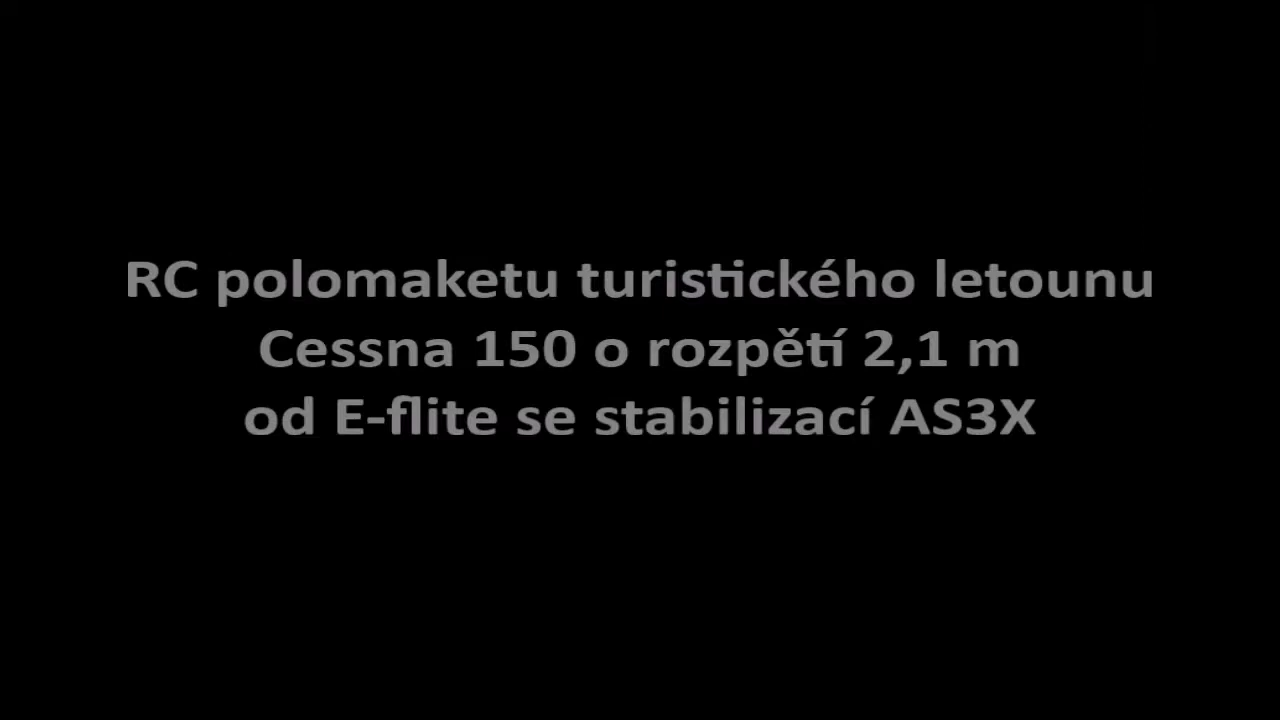 RC polomaketu turistického letounu
Cessna 150 o rozpětí 2,1 m
od E-flite se stabilizací AS3X